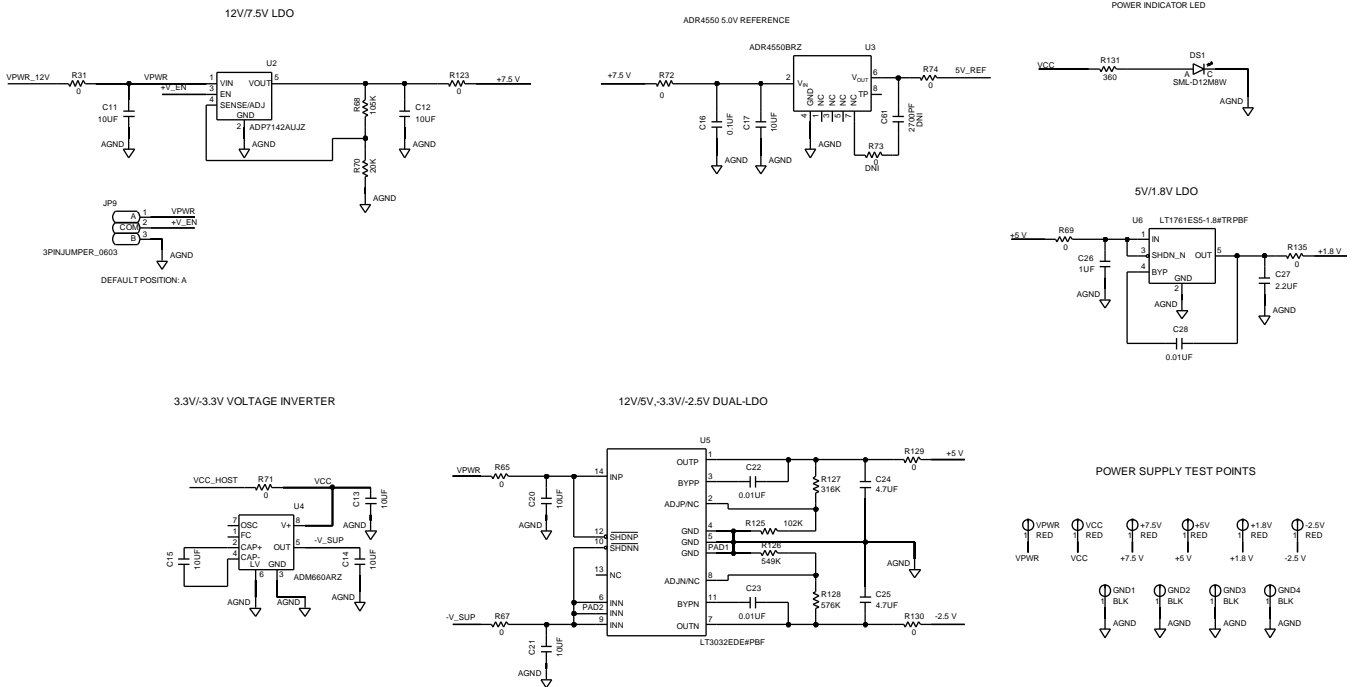 12V/7.5V LDO
VPWR_12V
R31
0
VPWR
+V_EN
C11
10UF
AGND
U2
1
3
4
VIN
EN
SENSE/ADJ
GND
VOUT
5
2
ADP7142AUJZ
AGND
R68
105K
R70
20K
AGND
C12
10UF
AGND
R123
0
+7.5 V
JP9
A
COM
B
1
2
3
VPWR
+V_EN
AGND
3PINJUMPER_0603
DEFAULT POSITION: A
ADR4550 5.0V REFERENCE
ADR4550BRZ
U3
+7.5 V
R72
0
C16
0.1UF
AGND
C17
10UF
AGND
2
VIN
GND
NC
NC
NC
NC
VOUT
TP
6
8
4
1
3
5
7
AGND
C61
2700PF
DNI
R73
0
DNI
R74
0
5V_REF
POWER INDICATOR LED
VCC
R131
360
DS1
A
C
SML-D12M8W
AGND
5V/1.8V LDO
U6
LT1761ES5-1.8#TRPBF
+5 V
R69
0
C26
1UF
AGND
1
3
4
IN
SHDN_N
BYP
OUT
GND
5
2
AGND
C28
0.01UF
C27
2.2UF
AGND
R135
0
+1.8 V
3.3V/-3.3V VOLTAGE INVERTER
VCC_HOST
R71
0
VCC
C13
10UF
AGND
U4
7
1
2
4
OSC
FC
CAP+
CAP-
LV
GND
V+
OUT
8
5
6
3
ADM660ARZ
C15
10UF
-V_SUP
C14
10UF
AGND
AGND
AGND
12V/5V,-3.3V/-2.5V DUAL-LDO
U5
VPWR
R65
0
C20
10UF
AGND
14
12
10
13
6
PAD2
9
INP
SHDNP
SHDNN
NC
INN
INN
INN
-V_SUP
R67
0
C21
10UF
AGND
OUTP
BYPP
ADJP/NC
GND
GND
GND
ADJN/NC
BYPN
OUTN
1
3
2
4
5
PAD1
8
11
7
LT3032EDE#PBF
C22
0.01UF
R127
316K
R125
102K
R126
549K
R128
576K
C23
0.01UF
C24
4.7UF
C25
4.7UF
AGND
R129
0
+5 V
R130
0
-2.5 V
POWER SUPPLY TEST POINTS
1
VPWR
RED
VPWR
1
VCC
RED
VCC
1
+7.5V
RED
+7.5 V
1
+5V
RED
+5 V
1
+1.8V
RED
+1.8 V
1
-2.5V
RED
-2.5 V
1
GND1
BLK
AGND
1
GND2
BLK
AGND
1
GND3
BLK
AGND
1
GND4
BLK
AGND